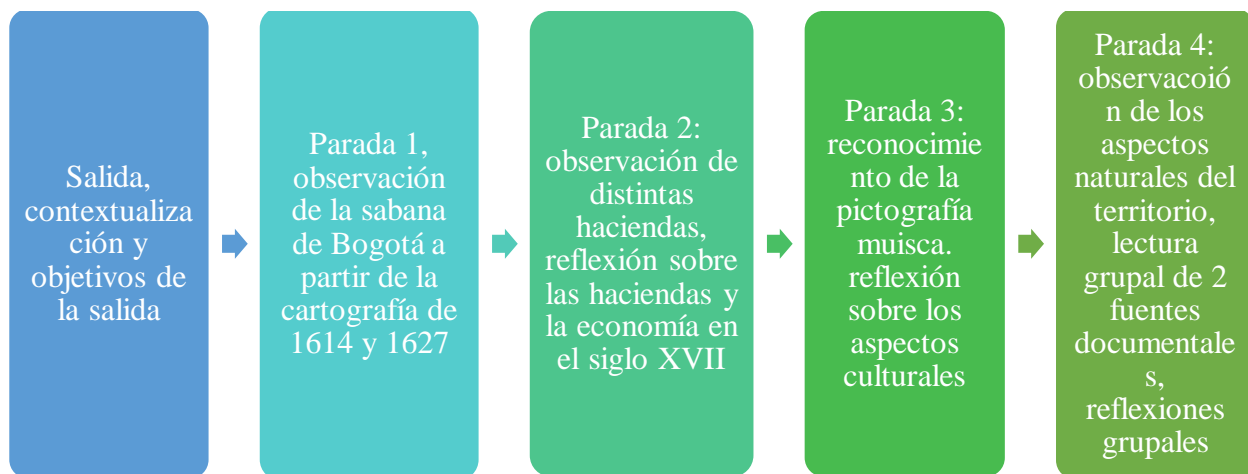 Salida,
contextualiza
ción y
objetivos de
la salida
Parada 1,
observación
de la sabana
de Bogotá a
partir de la
cartografía de
1614 y 1627
Parada 2:
observación de
distintas
haciendas,
reflexión sobre
las haciendas y
la economía en
el siglo XVII
Parada 3:
reconocimie
nto de la
pictografía
muisca.
reflexión
sobre los
aspectos
culturales
Parada 4:
observacoió
n de los
aspectos
naturales del
territorio,
lectura
grupal de 2
fuentes
documentale
s,
reflexiones
grupales